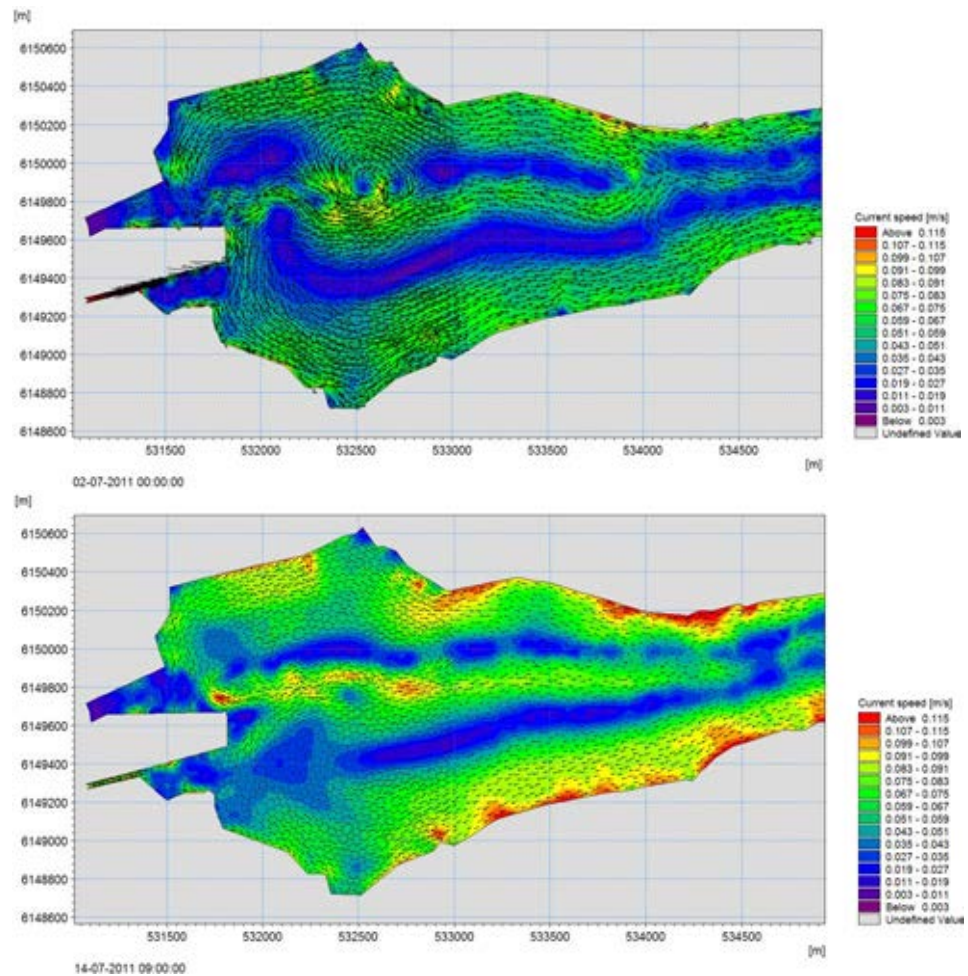 [m]
6150600
6150400
6150200
6150000
6149800
6149600
6149400
6149200
6149000
6148800
6148600
531500 532000 532500 533000 533500 534000 534500
[m]
02-07-2011 00:00:00
Current speed [m/s]
Above 0.115
0.107 - 0.115
0.099 - 0.107
0.091 - 0.099
0.083 - 0.091
0.075 - 0.083
0.067 - 0.075
0.059 - 0.067
0.051 - 0.059
0.043 - 0.051
0.035 - 0.043
0.027 - 0.035
0.019 - 0.027
0.011 - 0.019
0.003 - 0.011
Below 0.003
Undefined Value
[m]
6150600
6150400
6150200
6150000
6149800
6149600
6149400
6149200
6149000
6148800
6148600
531500 532000 532500 533000 533500 534000 534500
[m]
14-07-2011 09:00:00
Current speed [m/s]
Above 0.115
0.107 - 0.115
0.099 - 0.107
0.091 - 0.099
0.083 - 0.091
0.075 - 0.083
0.067 - 0.075
0.059 - 0.067
0.051 - 0.059
0.043 - 0.051
0.035 - 0.043
0.027 - 0.035
0.019 - 0.027
0.011 - 0.019
0.003 - 0.011
Below 0.003
Undefined Value